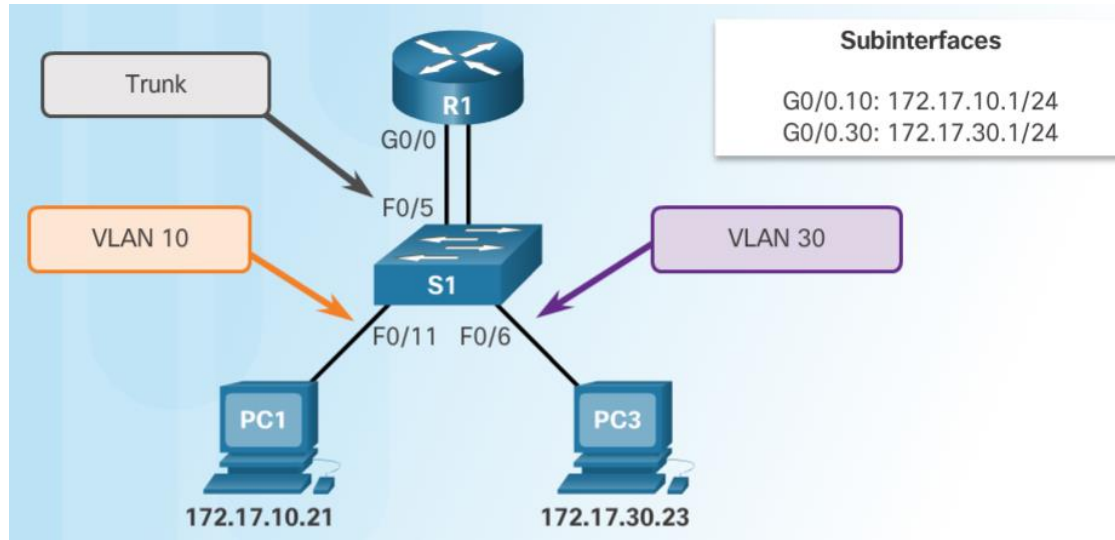 Subinterfaces
G0/0.10: 172.17.10.1/24
G0/0.30: 172.17.30.1/24
Trunk
R1
G0/0
F0/5
VLAN 10
VLAN 30
S1
F0/11 F0/6
PC1
PC3
172.17.10.21
172.17.30.23